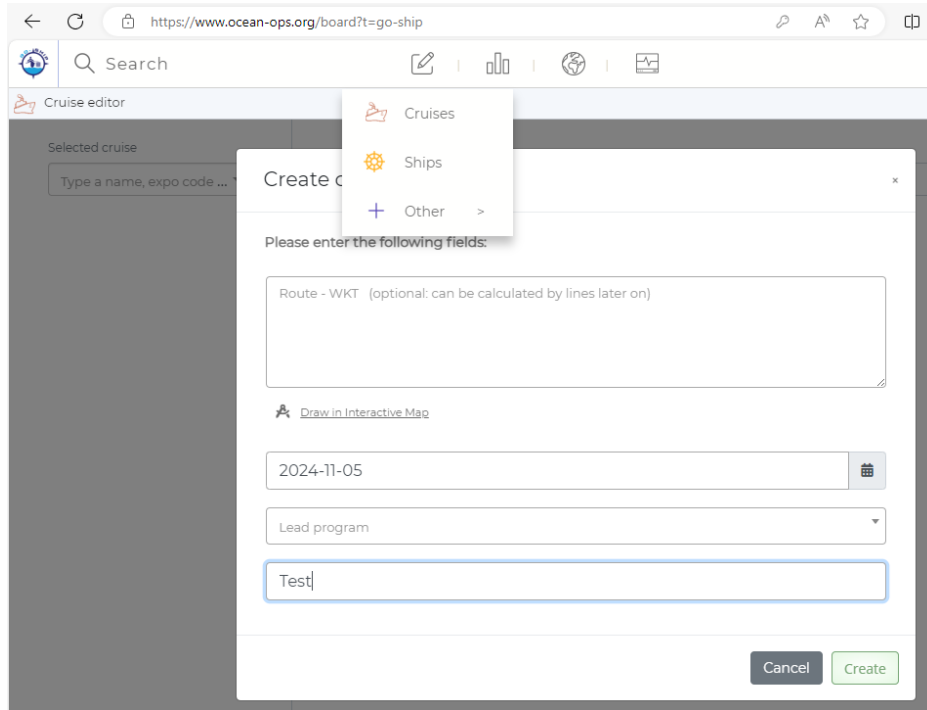 https://www.ocean-ops.org/board?t=go-ship
Search
Cruise editor
Cruises
Ships
Other >
Selected cruise
Type a name, expo code ...
Create c
×
Please enter the following fields:
Route - WKT (optional: can be calculated by lines later on)
Draw in Interactive Map
2024-11-05
Lead program
Test
Cancel
Create